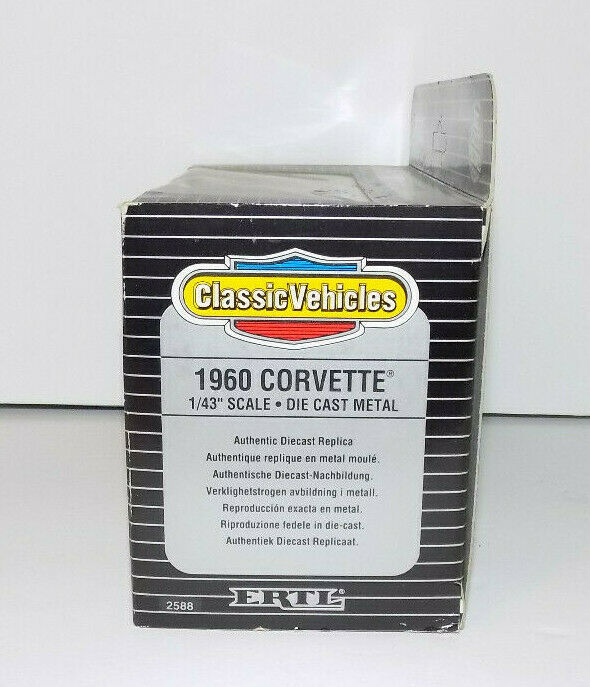 ClassicVehicles
1960 CORVETTE®
1/43" SCALE • DIE CAST METAL
Authentic Diecast Replica
Authentique replique en metal moulé.
Authentische Diecast-Nachbildung.
Verklighetstrogen avbildning i metall.
Reproducción exacta en metal.
Riproduzione fedele in die-cast.
Authentiek Diecast Replicaat.
2588 ERTL®